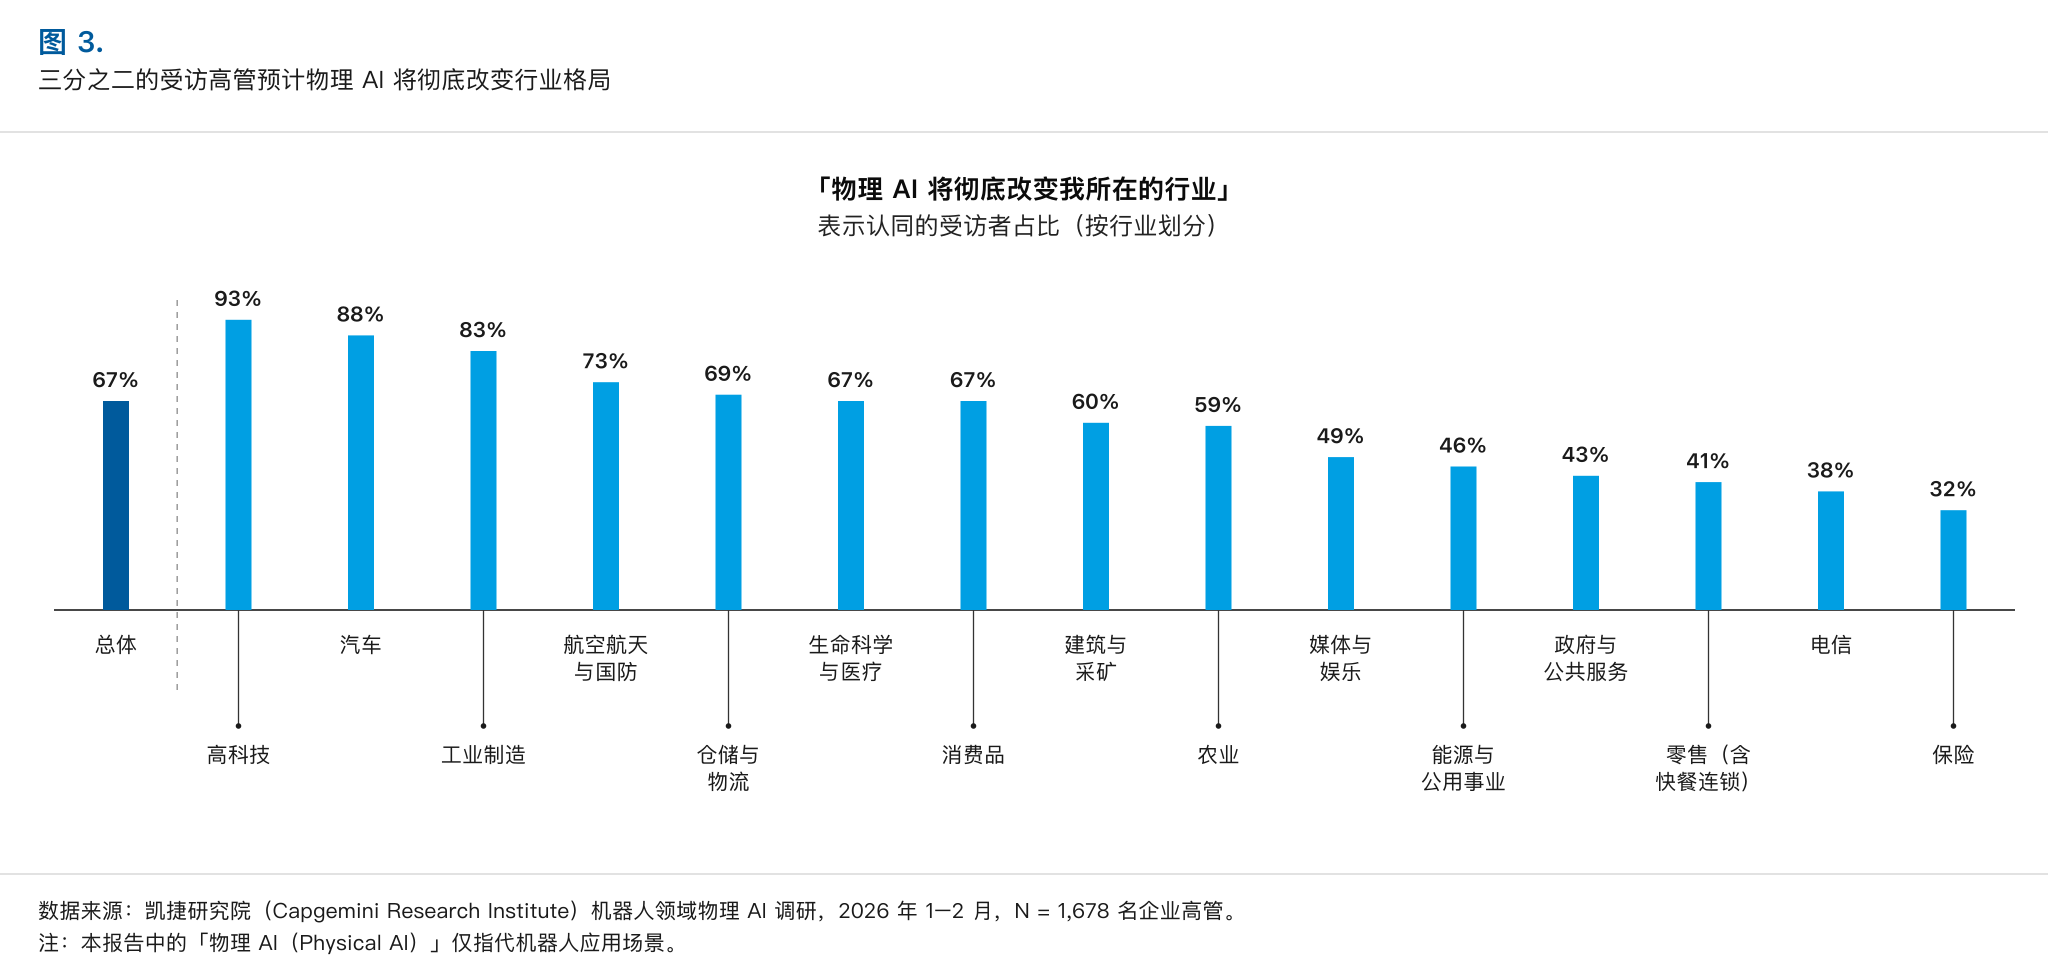 图 3.
三分之二的受访高管预计物理 AI 将彻底改变行业格局
「物理 AI 将彻底改变我所在的行业」
表示认同的受访者占比（按行业划分）
67%
93%
88%
83%
73%
69%
67%
67%
60%
59%
49%
46%
43%
41%
38%
32%
总体
汽车
航空航天
与国防
生命科学
与医疗
建筑与
采矿
媒体与
娱乐
政府与
公共服务
电信
高科技
工业制造
仓储与
物流
消费品
农业
能源与
公用事业
零售（含
快餐连锁）
保险
数据来源：凯捷研究院（Capgemini Research Institute）机器人领域物理 AI 调研，2026 年 1—2 月，N = 1,678 名企业高管。
注：本报告中的「物理 AI（Physical AI）」仅指代机器人应用场景。